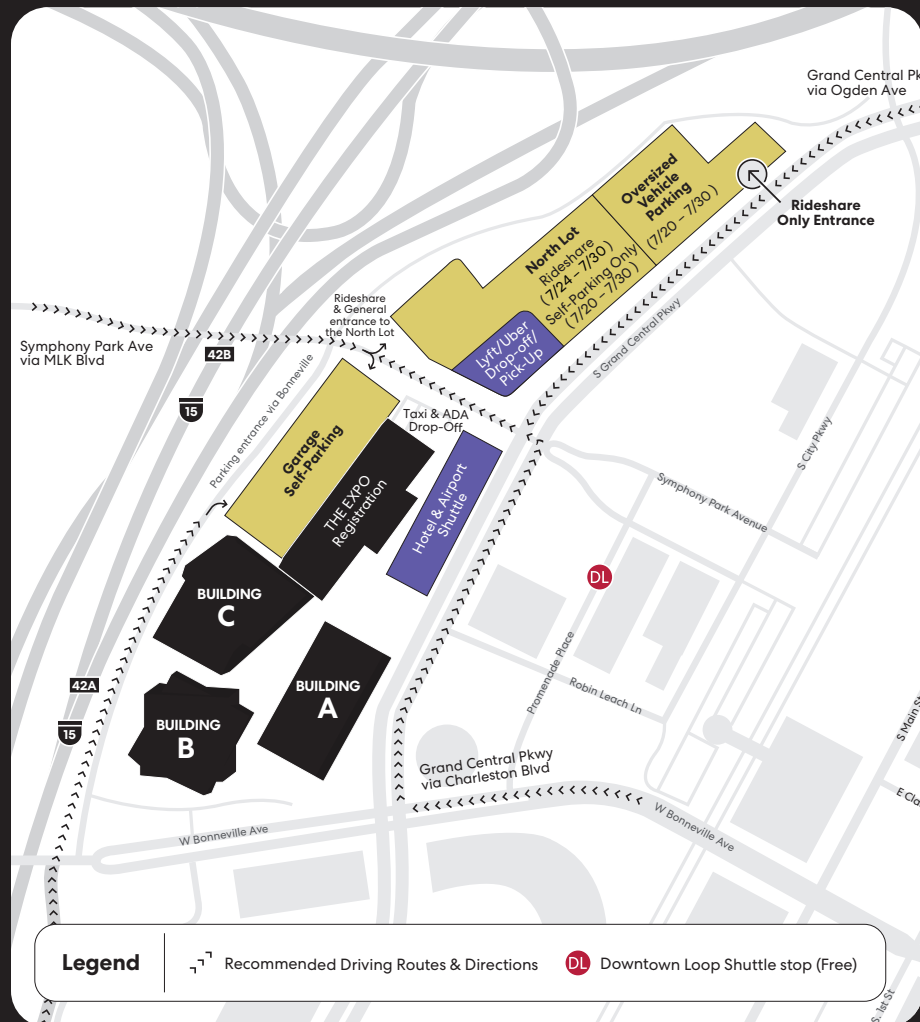 Grand Central Pk
via Ogden Ave
Oversized
Vehicle
Parking
(7/20 – 7/30)
Rideshare
Only Entrance
North Lot
Rideshare
(7/24 – 7/30)
Self-Parking Only
(7/20 – 7/30)
Rideshare
& General
entrance to
the North Lot
Symphony Park Ave
via MLK Blvd
42B
15
Lyft/Uber
Drop-off/
Pick-Up
S Grand Central Pkwy
Parking entrance via Bonneville
Taxi & ADA
Drop-Off
Garage
Self-Parking
THE EXPO
Registration
Hotel & Airport
Shuttle
S City Pkwy
Symphony Park Avenue
DL
BUILDING
C
BUILDING
A
BUILDING
B
42A
15
Promenade Place
Robin Leach Ln
S Main St
Grand Central Pkwy
via Charleston Blvd
E Cla
W Bonneville Ave
W Bonneville Ave
Legend
Recommended Driving Routes & Directions
DL Downtown Loop Shuttle stop (Free)
S. 1st St